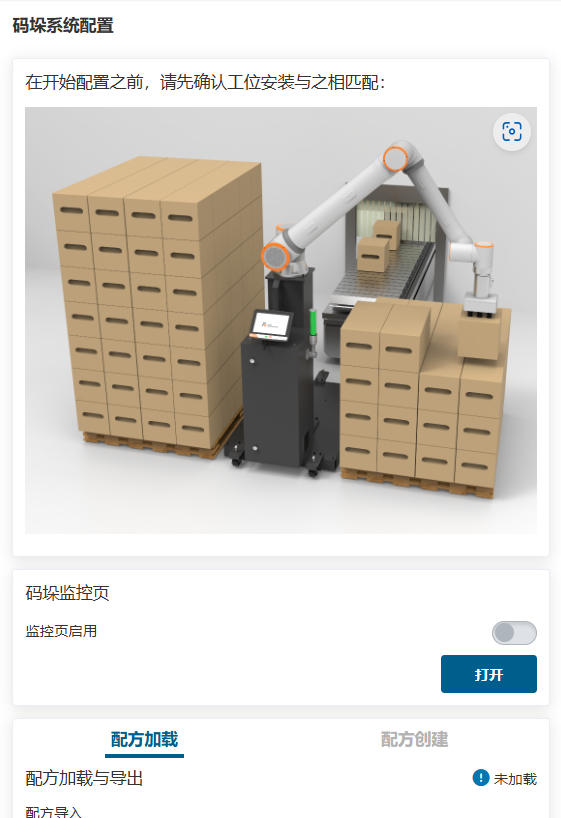 码垛系统配置
在开始配置之前，请先确认工位安装与之相匹配：
码垛监控页
监控页启用
打开
配方加载
配方创建
配方加载与导出
未加载
配方导入